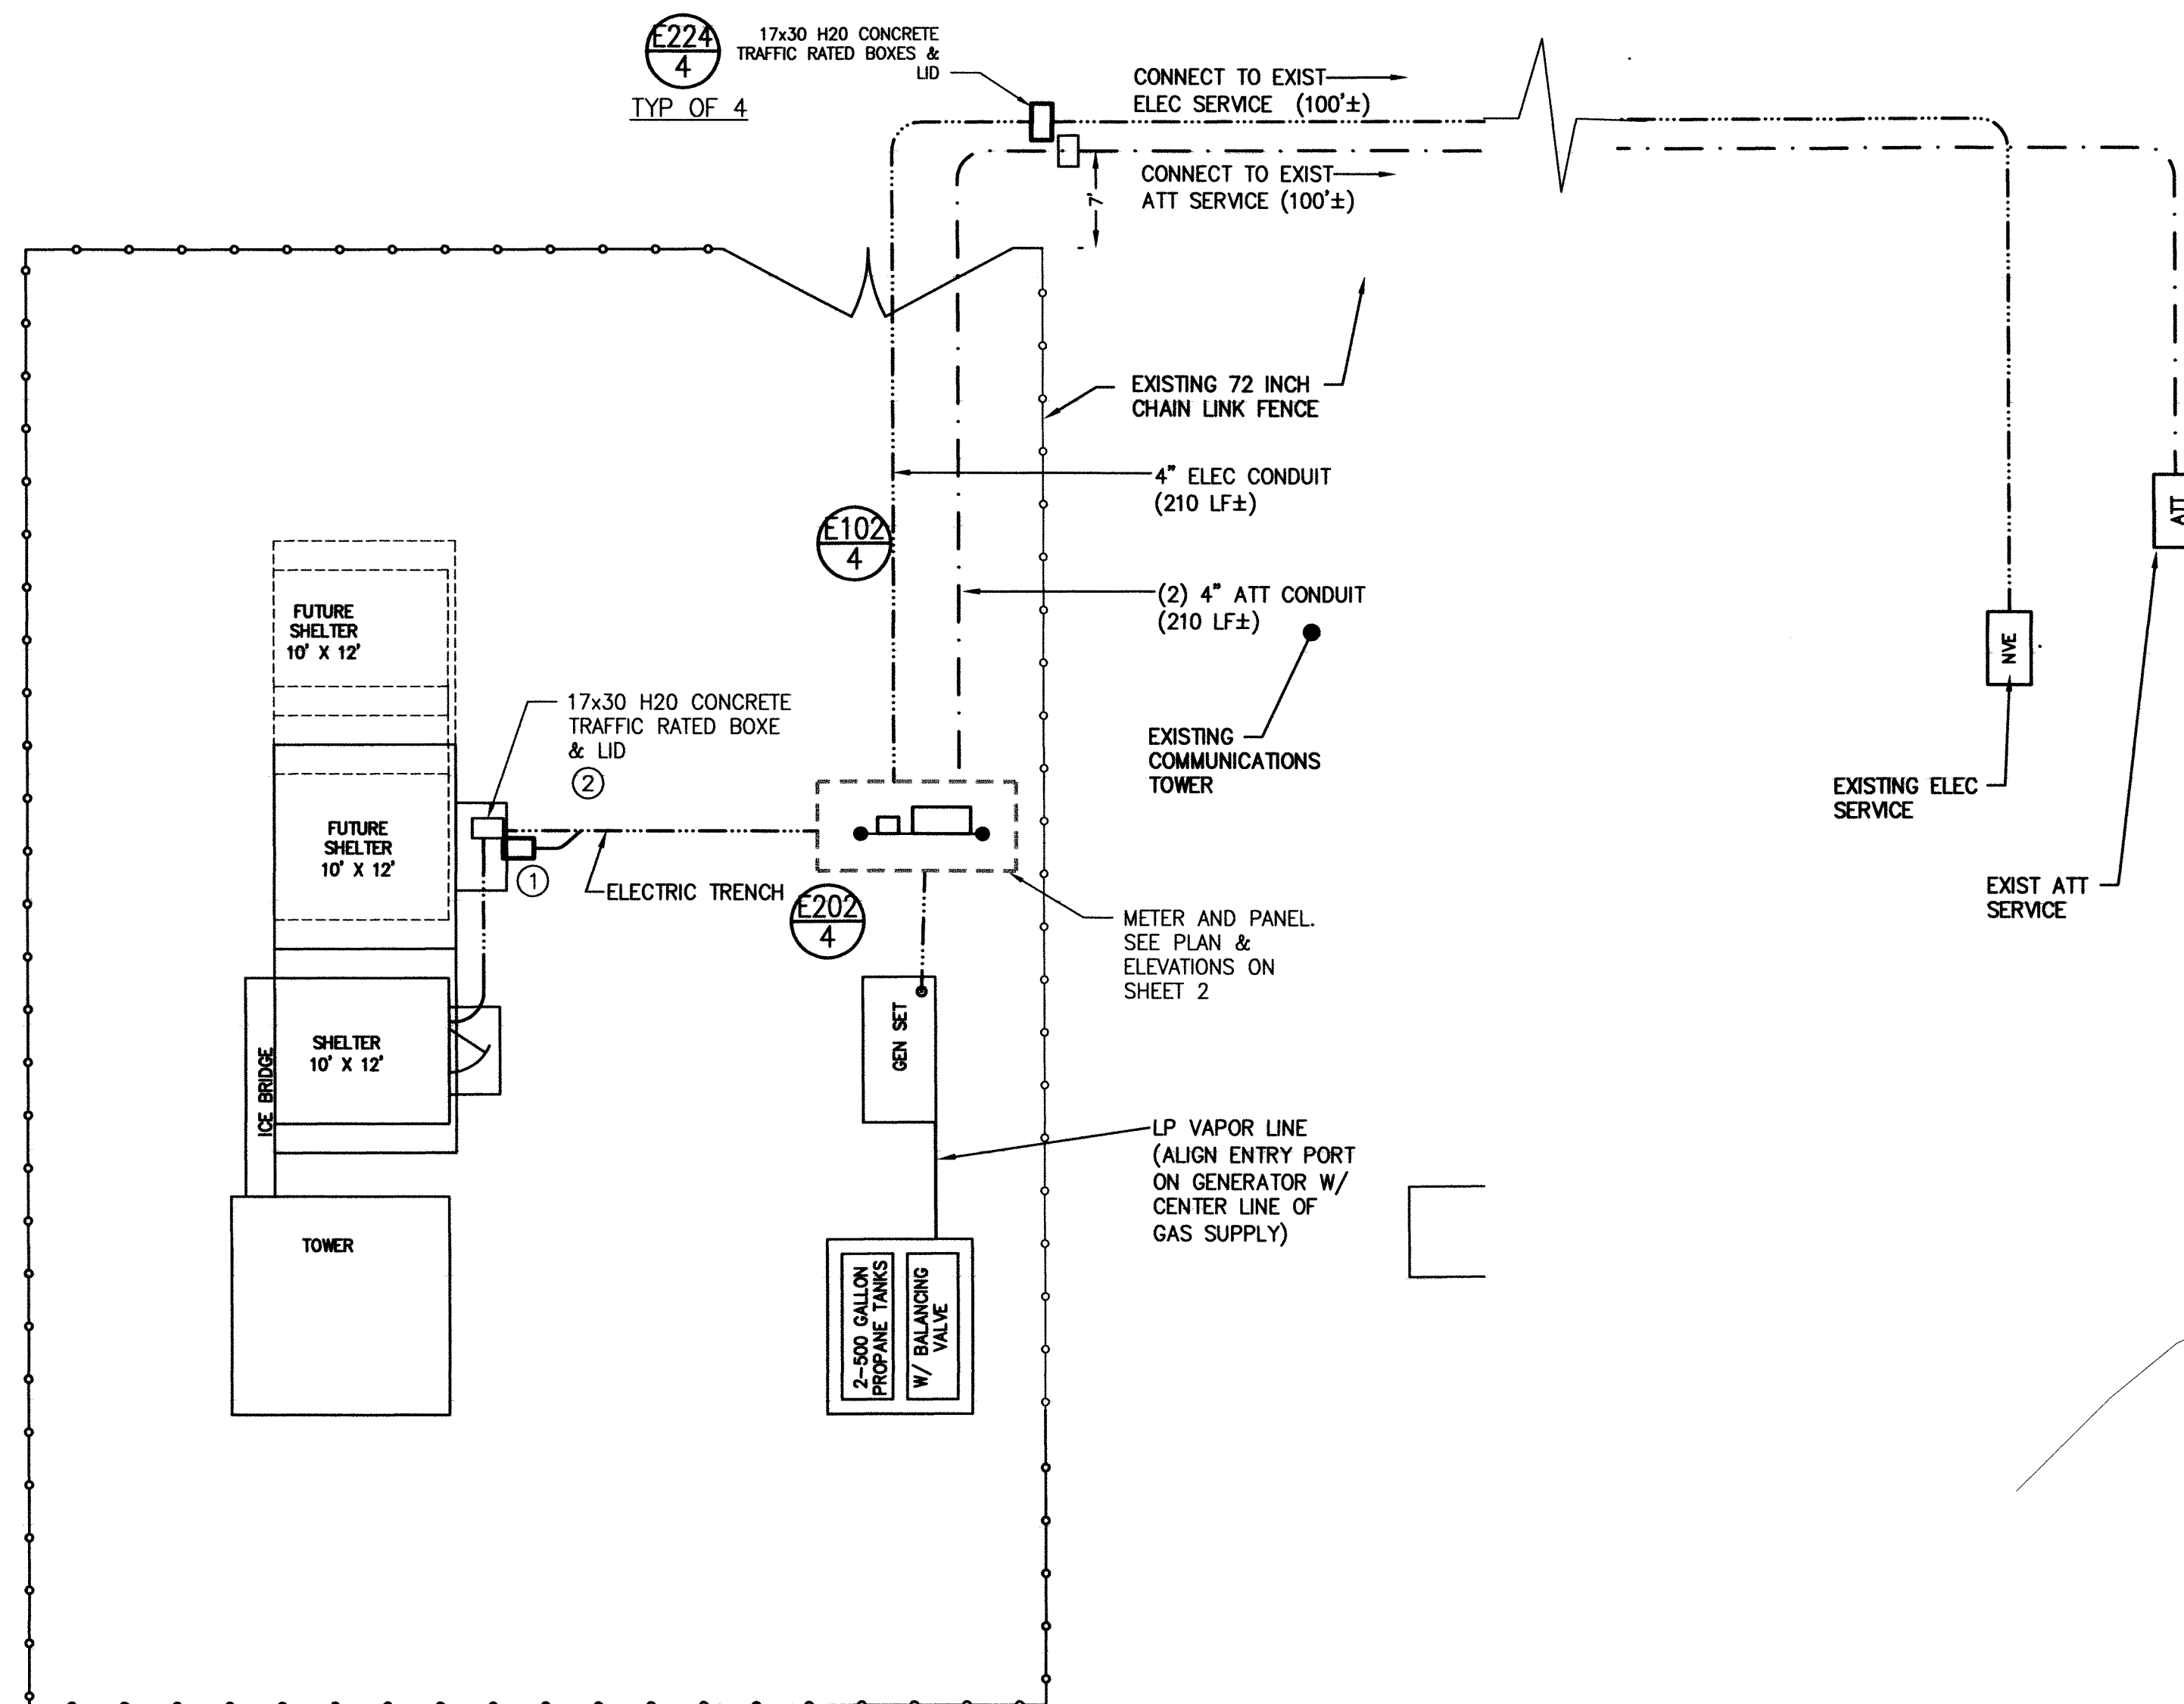 E224
4
TYP OF 4
17x30 H20 CONCRETE
TRAFFIC RATED BOXES &
LID
CONNECT TO EXIST
ELEC SERVICE (100'±)
CONNECT TO EXIST
ATT SERVICE (100'±)
7'
EXISTING 72 INCH
CHAIN LINK FENCE
4" ELEC CONDUIT
(210 LF±)
E102
4
(2) 4" ATT CONDUIT
(210 LF±)
ATT
NVE
FUTURE
SHELTER
10' X 12'
17x30 H20 CONCRETE
TRAFFIC RATED BOXE
& LID
2
EXISTING
COMMUNICATIONS
TOWER
EXISTING ELEC
SERVICE
FUTURE
SHELTER
10' X 12'
1
ELECTRIC TRENCH
E202
4
EXIST ATT
SERVICE
METER AND PANEL.
SEE PLAN &
ELEVATIONS ON
SHEET 2
SHELTER
10' X 12'
ICE BRIDGE
GEN SET
LP VAPOR LINE
(ALIGN ENTRY PORT
ON GENERATOR W/
CENTER LINE OF
GAS SUPPLY)
TOWER
2-500 GALLON
PROPANE TANKS
W/ BALANCING
VALVE